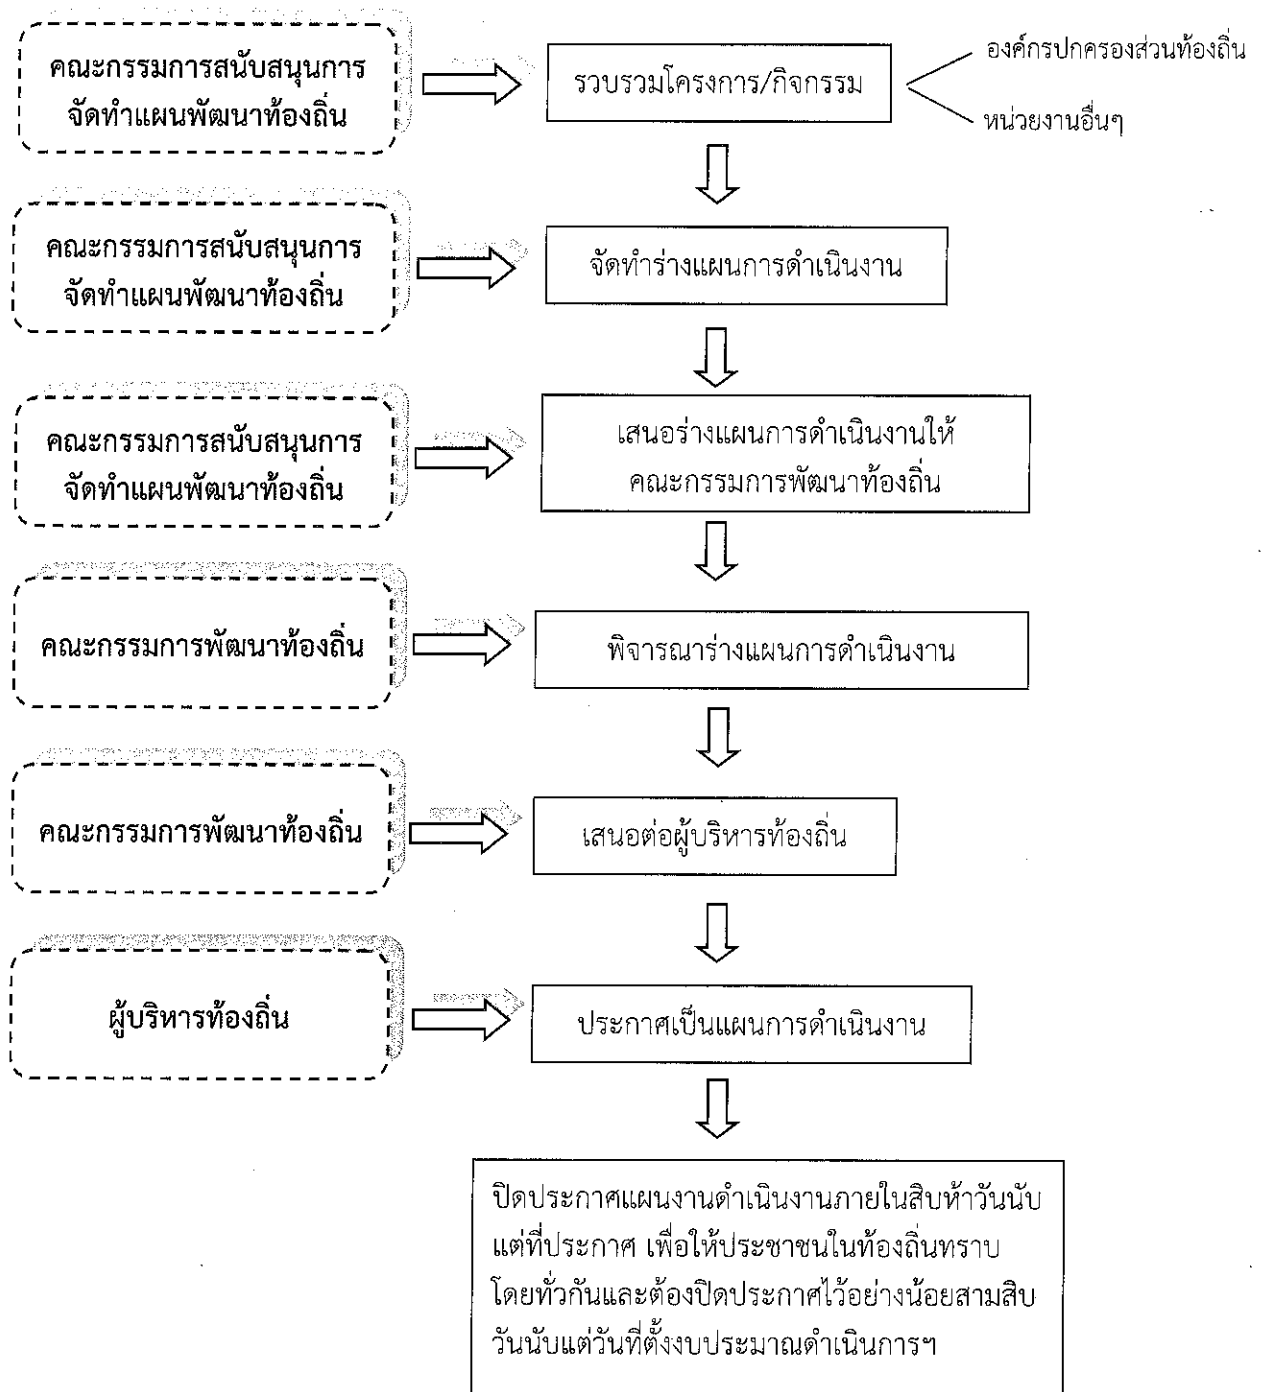 คณะกรรมการสนับสนุนการ
จัดทำแผนพัฒนาท้องถิ่น
รวบรวมโครงการ/กิจกรรม
องค์กรปกครองส่วนท้องถิ่น
หน่วยงานอื่นๆ
คณะกรรมการสนับสนุนการ
จัดทำแผนพัฒนาท้องถิ่น
จัดทำร่างแผนการดำเนินงาน
คณะกรรมการสนับสนุนการ
จัดทำแผนพัฒนาท้องถิ่น
เสนอร่างแผนการดำเนินงานให้
คณะกรรมการพัฒนาท้องถิ่น
คณะกรรมการพัฒนาท้องถิ่น
พิจารณาร่างแผนการดำเนินงาน
คณะกรรมการพัฒนาท้องถิ่น
เสนอต่อผู้บริหารท้องถิ่น
ผู้บริหารท้องถิ่น
ประกาศเป็นแผนการดำเนินงาน
ปิดประกาศแผนงานดำเนินงานภายในสิบห้าวันนับ
แต่ที่ประกาศ เพื่อให้ประชาชนในท้องถิ่นทราบ
โดยทั่วกันและต้องปิดประกาศไว้อย่างน้อยสามสิบ
วันนับแต่วันที่ตั้งงบประมาณดำเนินการฯ